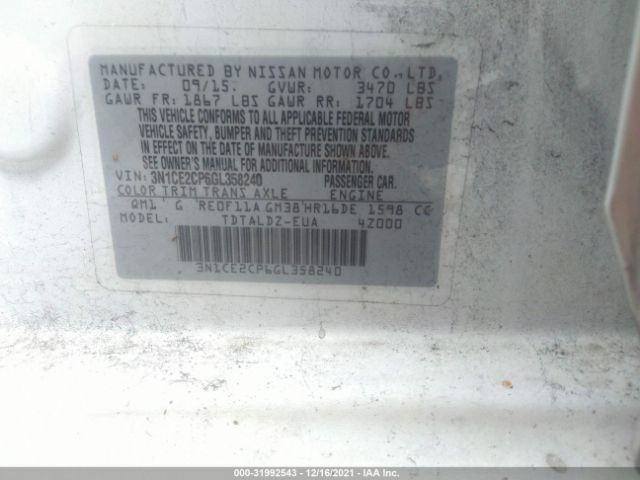 MANUFACTURED BY NISSAN MOTOR CO.,LTD.
DATE: 09/15. GVWR: 3470 LBS
GAWR FR: 1867 LBS GAWR RR: 1704 LBS
THIS VEHICLE CONFORMS TO ALL APPLICABLE FEDERAL MOTOR
VEHICLE SAFETY, BUMPER AND THEFT PREVENTION STANDARDS
IN EFFECT ON THE DATE OF MANUFACTURE SHOWN ABOVE.
SEE OWNER'S MANUAL FOR ADDITIONAL INFORMATION.
VIN: 3N1CE2CP6GL358240 PASSENGER CAR.
COLOR TRIM TRANS AXLE ENGINE
QM1 G RE0F11A GM38 HR16DE 1598 CC
MODEL: TDTALDZ-EUA 4Z000
3N1CE2CP6GL358240
000-31992543 - 12/16/2021 - IAA Inc.